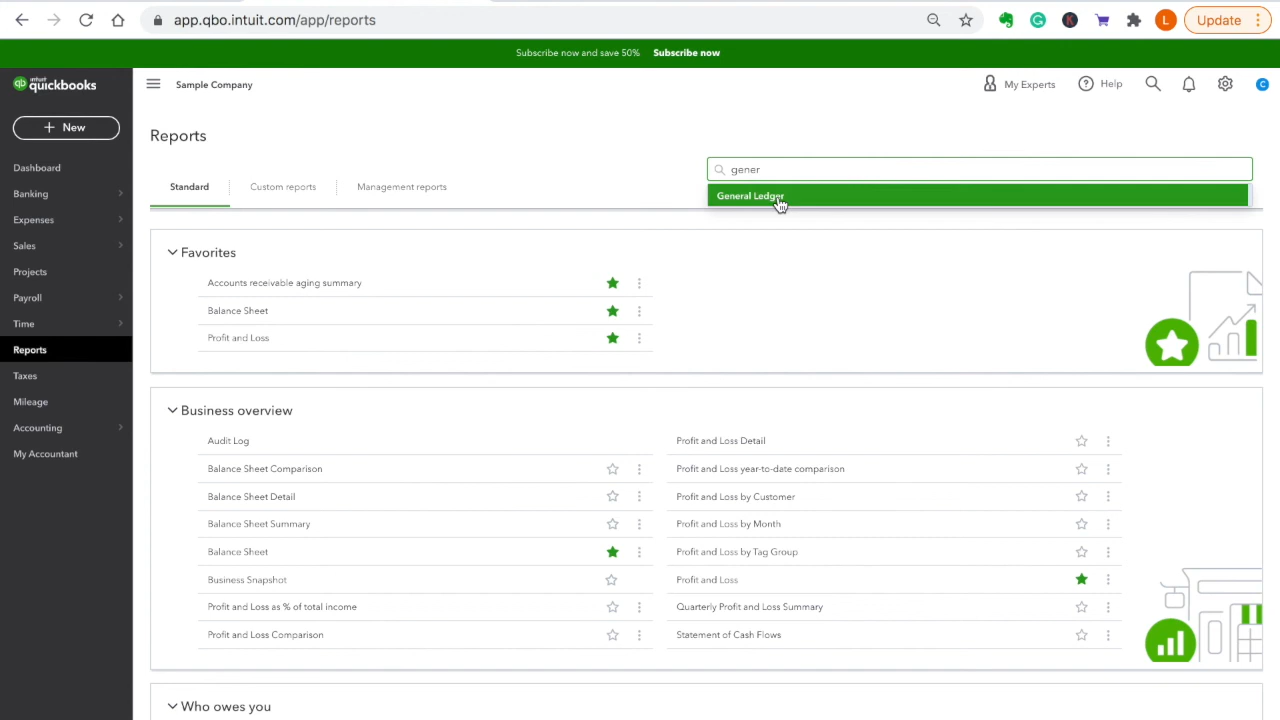 app.qbo.intuit.com/app/reports
L
Update
Subscribe now and save 50% Subscribe now
intuit
quickbooks
Sample Company
My Experts
Help
C
+ New
Dashboard
Banking
Expenses
Sales
Projects
Payroll
Time
Reports
Taxes
Mileage
Accounting
My Accountant
Reports
Standard
Custom reports
Management reports
gener
General Ledger
Favorites
Accounts receivable aging summary
Balance Sheet
Profit and Loss
Business overview
Audit Log
Balance Sheet Comparison
Balance Sheet Detail
Balance Sheet Summary
Balance Sheet
Business Snapshot
Profit and Loss as % of total income
Profit and Loss Comparison
Profit and Loss Detail
Profit and Loss year-to-date comparison
Profit and Loss by Customer
Profit and Loss by Month
Profit and Loss by Tag Group
Profit and Loss
Quarterly Profit and Loss Summary
Statement of Cash Flows
Who owes you